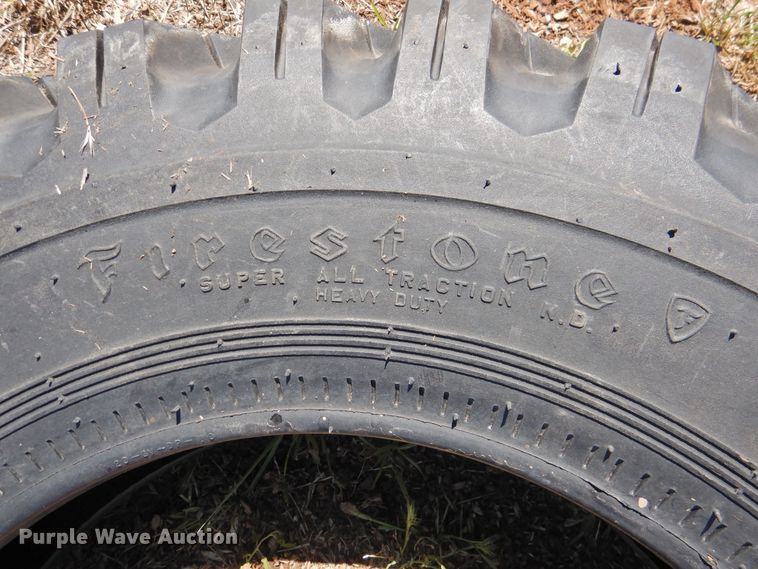 Firestone
SUPER ALL TRACTION K.D.
HEAVY DUTY
F
Purple Wave Auction